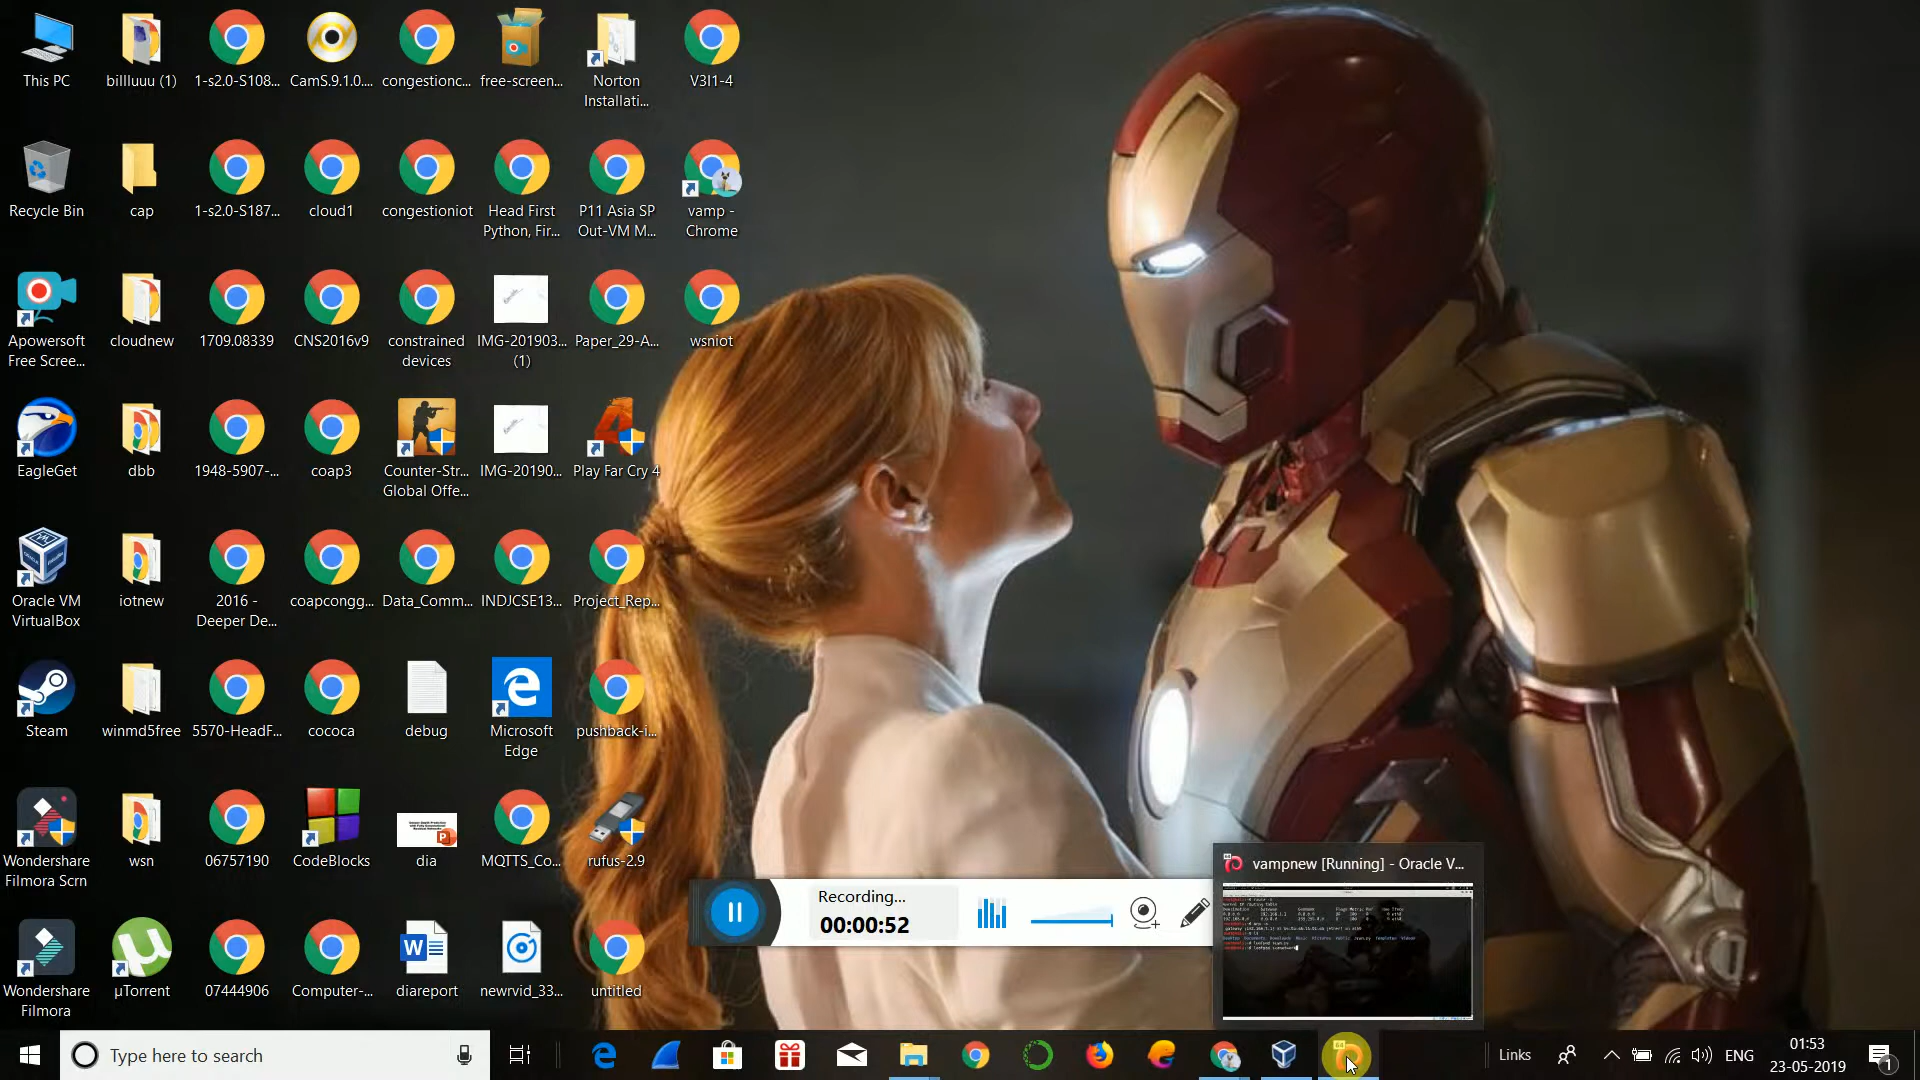 This PC
billluuu (1)
1-s2.0-S108...
CamS.9.1.0....
congestionc...
free-screen...
Norton
Installati...
V3I1-4
Recycle Bin
cap
1-s2.0-S187...
cloud1
congestioniot
Head First
Python, Fir...
P11 Asia SP
Out-VM M...
vamp -
Chrome
Apowersoft
Free Scree...
cloudnew
1709.08339
CNS2016v9
constrained
devices
IMG-201903...
(1)
Paper_29-A...
wsniot
EagleGet
dbb
1948-5907-...
coap3
Counter-Str...
Global Offe...
IMG-20190...
Play Far Cry 4
Oracle VM
VirtualBox
iotnew
2016 -
Deeper De...
coapcongg...
Data_Comm...
INDJCSE13...
Project_Rep...
Steam
winmd5free
5570-HeadF...
cococa
debug
Microsoft
Edge
pushback-i...
Wondershare
Filmora Scrn
wsn
06757190
CodeBlocks
dia
MQTTS_Co...
rufus-2.9
Wondershare
Filmora
µTorrent
07444906
Computer-...
diareport
newrvid_33...
untitled
Recording...
00:00:52
vampnew [Running] - Oracle V...
Type here to search
Links
ENG
01:53
23-05-2019
1